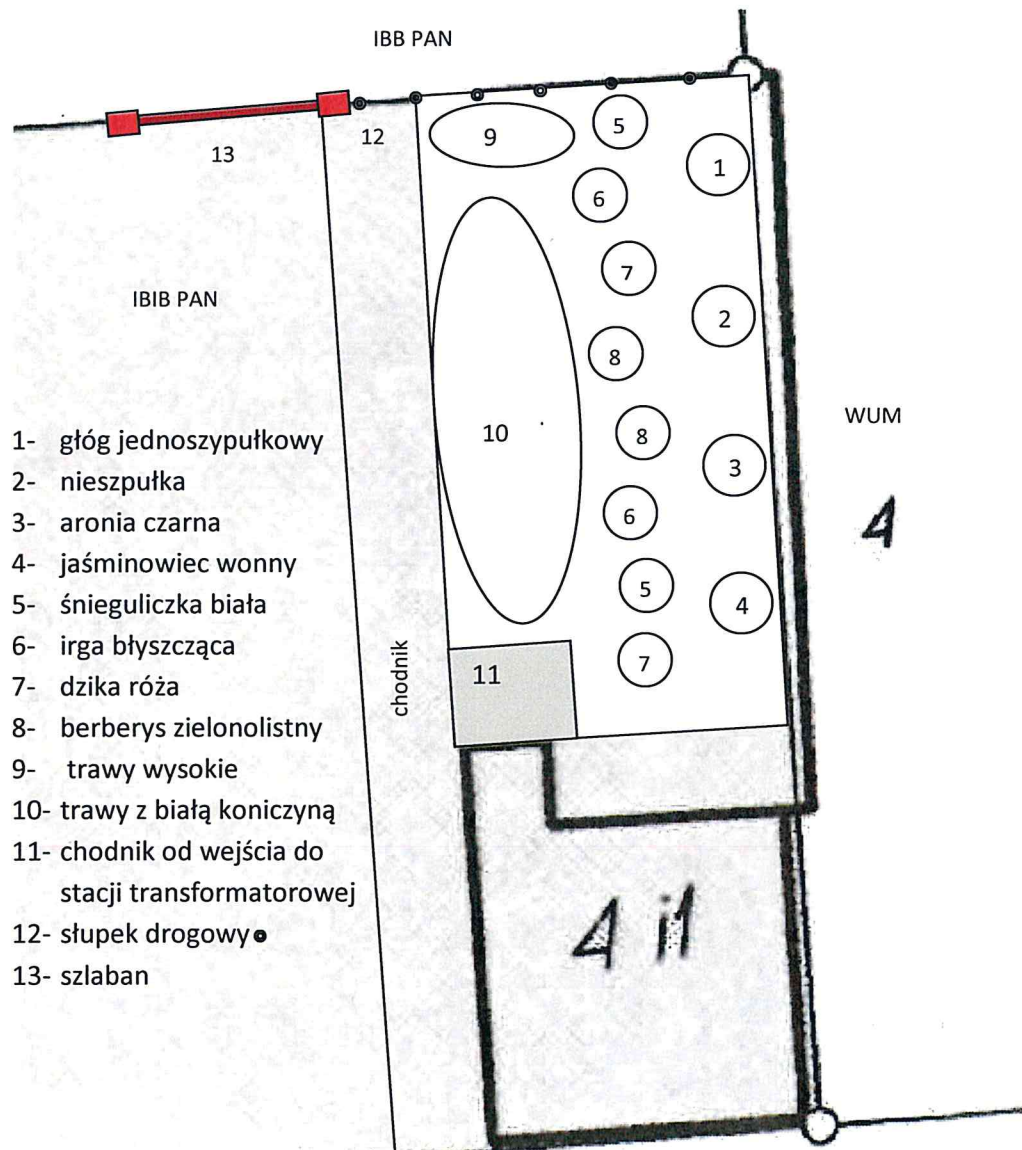 IBB PAN
13
12
9
5
1
6
7
2
IBIB PAN
8
10
8
3
WUM
4
6
5
4
7
11
chodnik
1- głóg jednoszypułkowy
2- nieszpułka
3- aronia czarna
4- jaśminowiec wonny
5- śnieguliczka biała
6- irga błyszcząca
7- dzika róża
8- berberys zielonolistny
9- trawy wysokie
10- trawy z białą koniczyną
11- chodnik od wejścia do
stacji transformatorowej
12- słupek drogowy
13- szlaban
4 i1